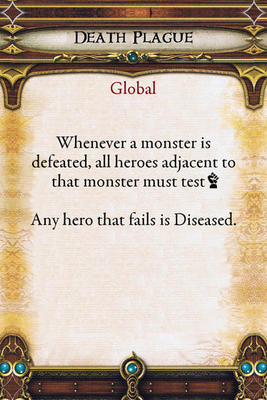 Death Plague
Global
Whenever a monster is
defeated, all heroes adjacent to
that monster must test
Any hero that fails is Diseased.